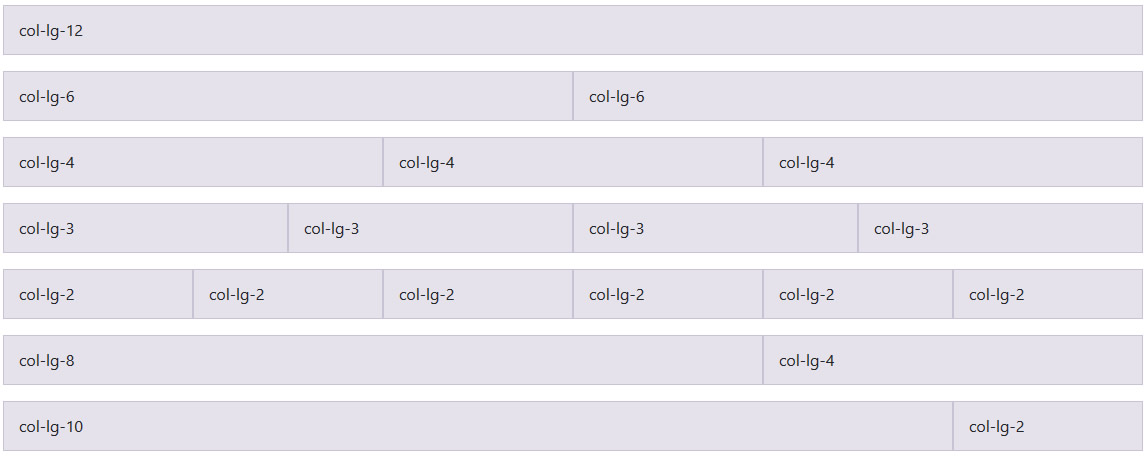 col-lg-12
col-lg-6 col-lg-6
col-lg-4 col-lg-4 col-lg-4
col-lg-3 col-lg-3 col-lg-3 col-lg-3
col-lg-2 col-lg-2 col-lg-2 col-lg-2 col-lg-2 col-lg-2
col-lg-8 col-lg-4
col-lg-10 col-lg-2